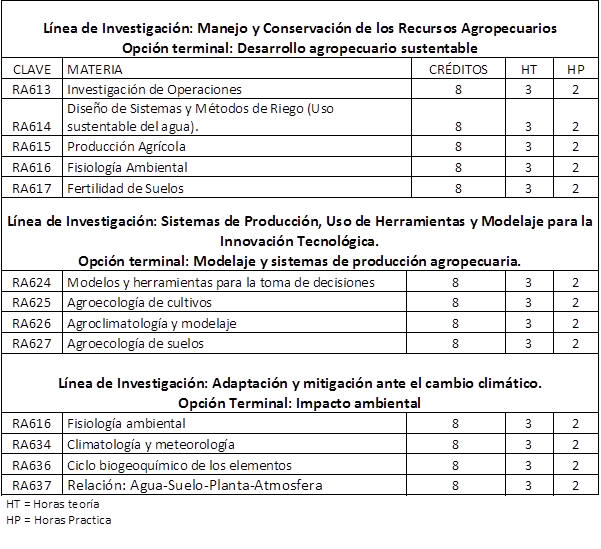 Línea de Investigación: Manejo y Conservación de los Recursos Agropecuarios
Opción terminal: Desarrollo agropecuario sustentable
CLAVE MATERIA CRÉDITOS HT HP
RA613 Investigación de Operaciones 8 3 2
Diseño de Sistemas y Métodos de Riego (Uso
RA614 sustentable del agua). 8 3 2
RA615 Producción Agrícola 8 3 2
RA616 Fisiología Ambiental 8 3 2
RA617 Fertilidad de Suelos 8 3 2
Línea de Investigación: Sistemas de Producción, Uso de Herramientas y Modelaje para la
Innovación Tecnológica.
Opción terminal: Modelaje y sistemas de producción agropecuaria.
RA624 Modelos y herramientas para la toma de decisiones 8 3 2
RA625 Agroecología de cultivos 8 3 2
RA626 Agroclimatología y modelaje 8 3 2
RA627 Agroecología de suelos 8 3 2
Línea de Investigación: Adaptación y mitigación ante el cambio climático.
Opción Terminal: Impacto ambiental
RA616 Fisiología ambiental 8 3 2
RA634 Climatología y meteorología 8 3 2
RA636 Ciclo biogeoquímico de los elementos 8 3 2
RA637 Relación: Agua-Suelo-Planta-Atmosfera 8 3 2
HT = Horas teoría
HP = Horas Practica